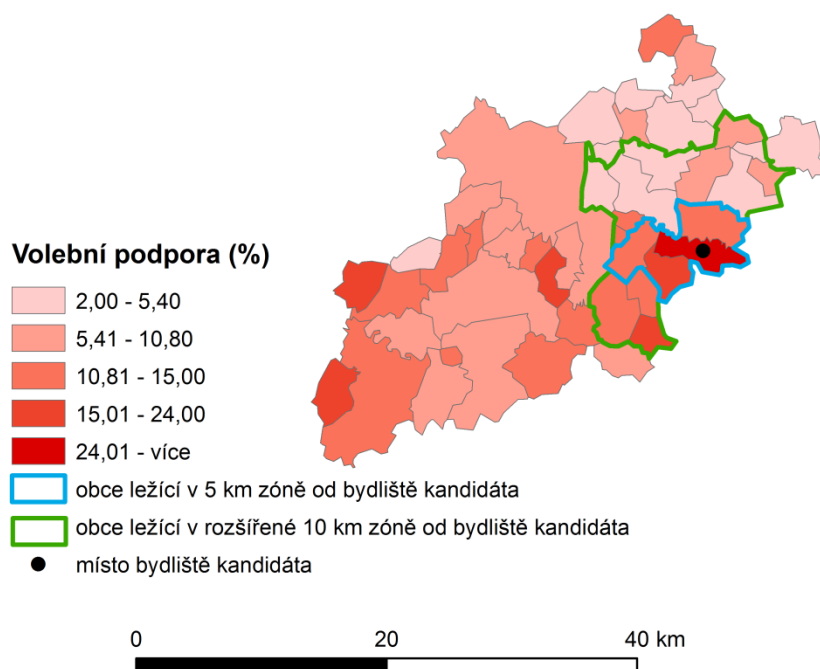 Volební podpora (%)
2,00 - 5,40
5,41 - 10,80
10,81 - 15,00
15,01 - 24,00
24,01 - více
obce ležící v 5 km zóně od bydliště kandidáta
obce ležící v rozšířené 10 km zóně od bydliště kandidáta
místo bydliště kandidáta
0 20 40 km